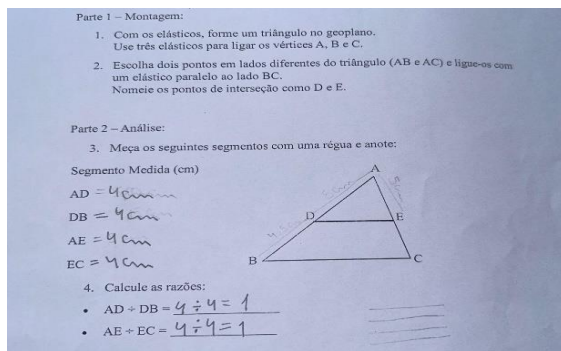 Parte 1 – Montagem:
1. Com os elásticos, forme um triângulo no geoplano.
Use três elásticos para ligar os vértices A, B e C.
2. Escolha dois pontos em lados diferentes do triângulo (AB e AC) e ligue-os com
um elástico paralelo ao lado BC.
Nomeie os pontos de interseção como D e E.
Parte 2 – Análise:
3. Meça os seguintes segmentos com uma régua e anote:
Segmento Medida (cm)
A
AD = 4cm
DB = 4cm
D
E
AE = 4cm
EC = 4cm
B
C
4. Calcule as razões:
• AD ÷ DB = 4 ÷ 4 = 1
• AE ÷ EC = 4 ÷ 4 = 1